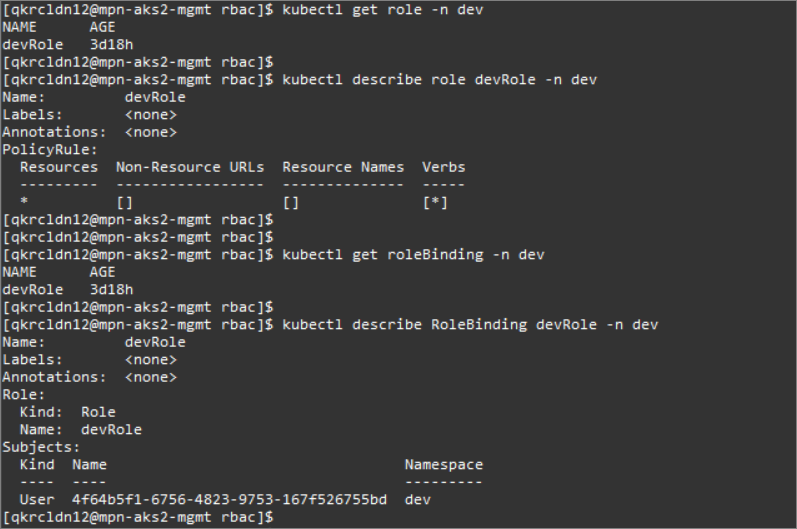 [qkrcldn12@mpn-aks2-mgmt rbac]$ kubectl get role -n dev
NAME      AGE
devRole   3d18h
[qkrcldn12@mpn-aks2-mgmt rbac]$
[qkrcldn12@mpn-aks2-mgmt rbac]$ kubectl describe role devRole -n dev
Name:         devRole
Labels:       <none>
Annotations:  <none>
PolicyRule:
  Resources  Non-Resource URLs  Resource Names  Verbs
  ---------  -----------------  --------------  -----
  *          []                 []              [*]
[qkrcldn12@mpn-aks2-mgmt rbac]$
[qkrcldn12@mpn-aks2-mgmt rbac]$
[qkrcldn12@mpn-aks2-mgmt rbac]$ kubectl get roleBinding -n dev
NAME      AGE
devRole   3d18h
[qkrcldn12@mpn-aks2-mgmt rbac]$
[qkrcldn12@mpn-aks2-mgmt rbac]$ kubectl describe RoleBinding devRole -n dev
Name:         devRole
Labels:       <none>
Annotations:  <none>
Role:
  Kind:  Role
  Name:  devRole
Subjects:
  Kind  Name                                  Namespace
  ----  ----                                  ---------
  User  4f64b5f1-6756-4823-9753-167f526755bd  dev
[qkrcldn12@mpn-aks2-mgmt rbac]$